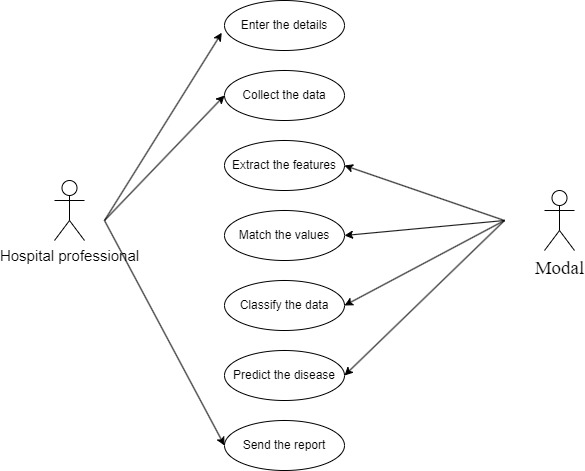 Enter the details
Collect the data
Extract the features
Match the values
Classify the data
Predict the disease
Send the report
Hospital professional
Modal